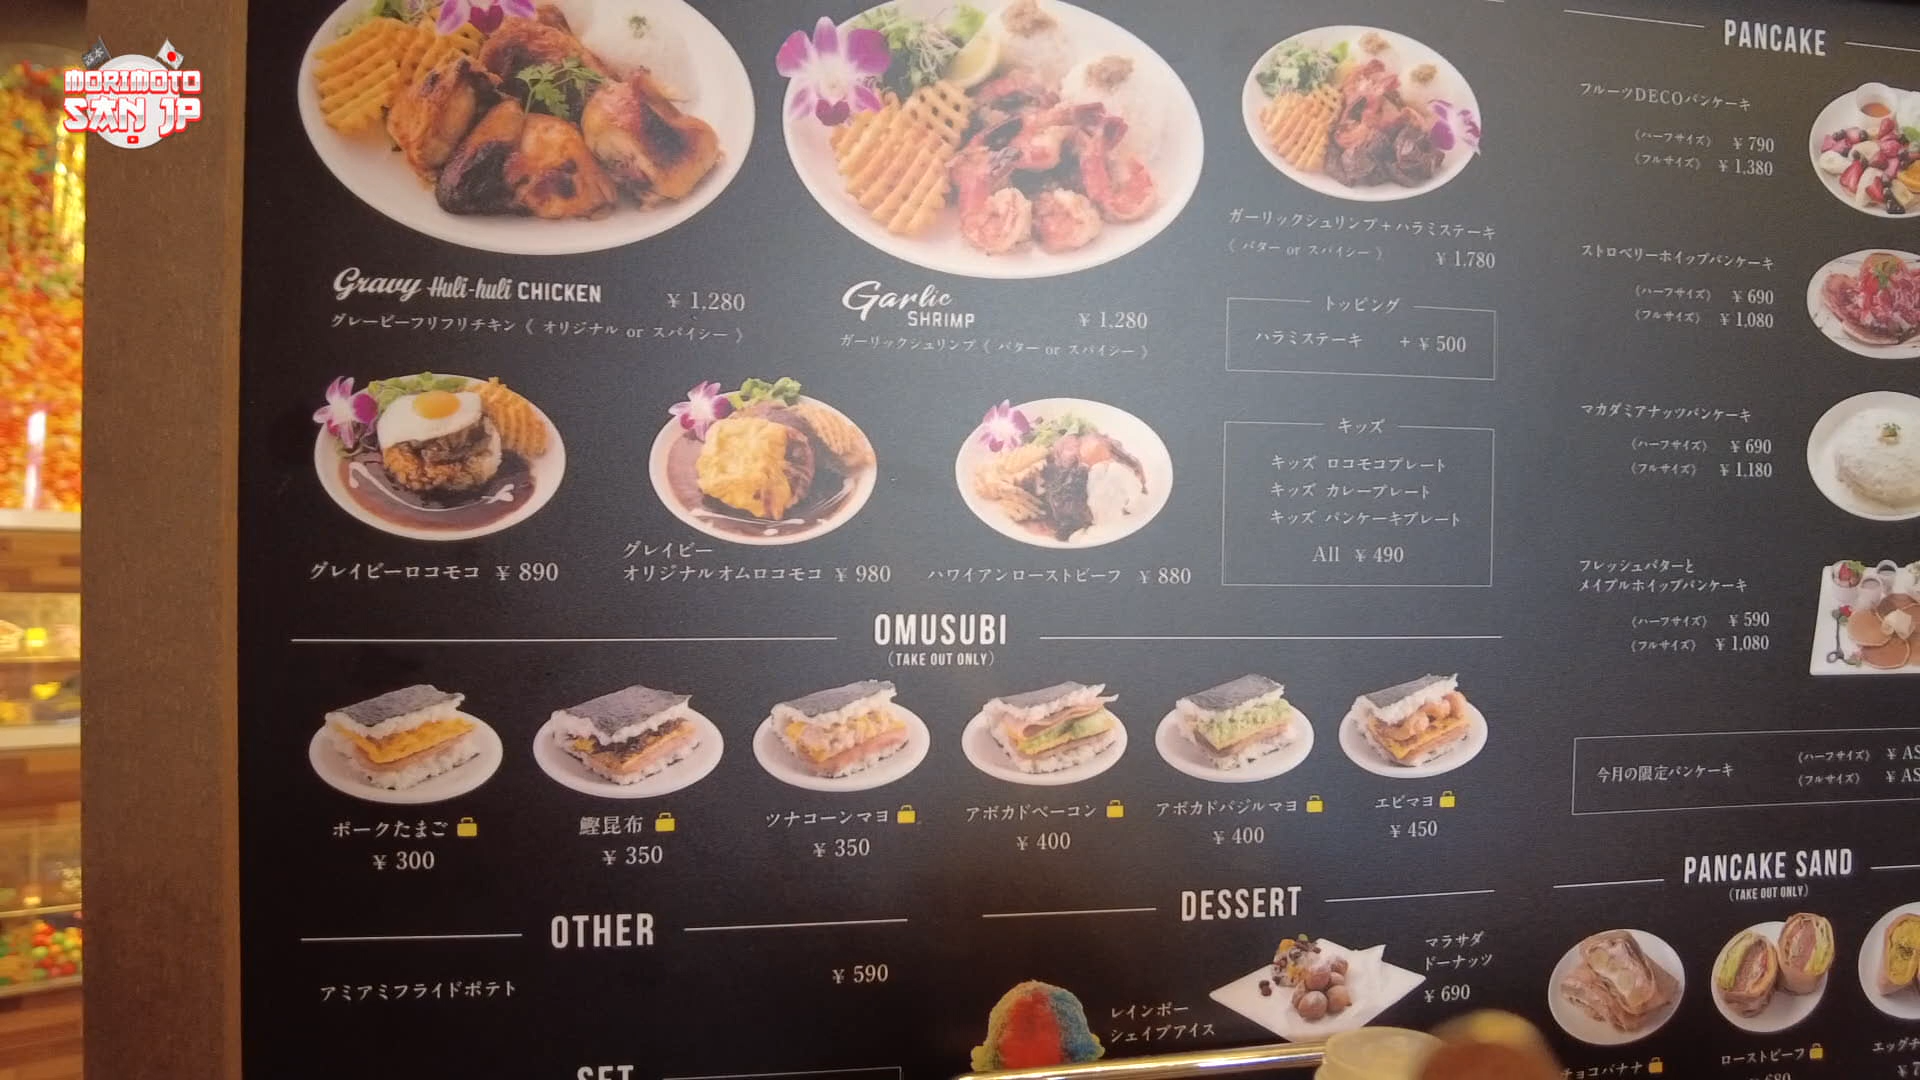 森本
MORIMOTO
SAN JP
Gravy Huli-huli CHICKEN ¥ 1,280
グレービーフリフリチキン《 オリジナル or スパイシー 》
Garlic
SHRIMP ¥ 1,280
ガーリックシュリンプ《 バター or スパイシー 》
ガーリックシュリンプ+ハラミステーキ
《 バター or スパイシー 》 ¥ 1,780
トッピング
ハラミステーキ + ¥ 500
グレイビーロコモコ ¥ 890
グレイビー
オリジナルオムロコモコ ¥ 980
ハワイアンローストビーフ ¥ 880
キッズ
キッズ ロコモコプレート
キッズ カレープレート
キッズ パンケーキプレート
All ¥ 490
OMUSUBI
(TAKE OUT ONLY)
ポークたまご
¥ 300
鰹昆布
¥ 350
ツナコーンマヨ
¥ 350
アボカドベーコン
¥ 400
アボカドバジルマヨ
¥ 400
エビマヨ
¥ 450
OTHER
アミアミフライドポテト ¥ 590
SET
DESSERT
レインボー
シェイブアイス
マラサダ
ドーナッツ
¥ 690
PANCAKE
フルーツDECOパンケーキ
《ハーフサイズ》 ¥ 790
《フルサイズ》 ¥ 1,380
ストロベリーホイップパンケーキ
《ハーフサイズ》 ¥ 690
《フルサイズ》 ¥ 1,080
マカダミアナッツパンケーキ
《ハーフサイズ》 ¥ 690
《フルサイズ》 ¥ 1,180
フレッシュバターと
メイプルホイップパンケーキ
《ハーフサイズ》 ¥ 590
《フルサイズ》 ¥ 1,080
今月の限定パンケーキ
《ハーフサイズ》 ¥ AS
《フルサイズ》 ¥ AS
PANCAKE SAND
(TAKE OUT ONLY)
チョコバナナ
ローストビーフ
¥ 680
エッグチ
¥ 7